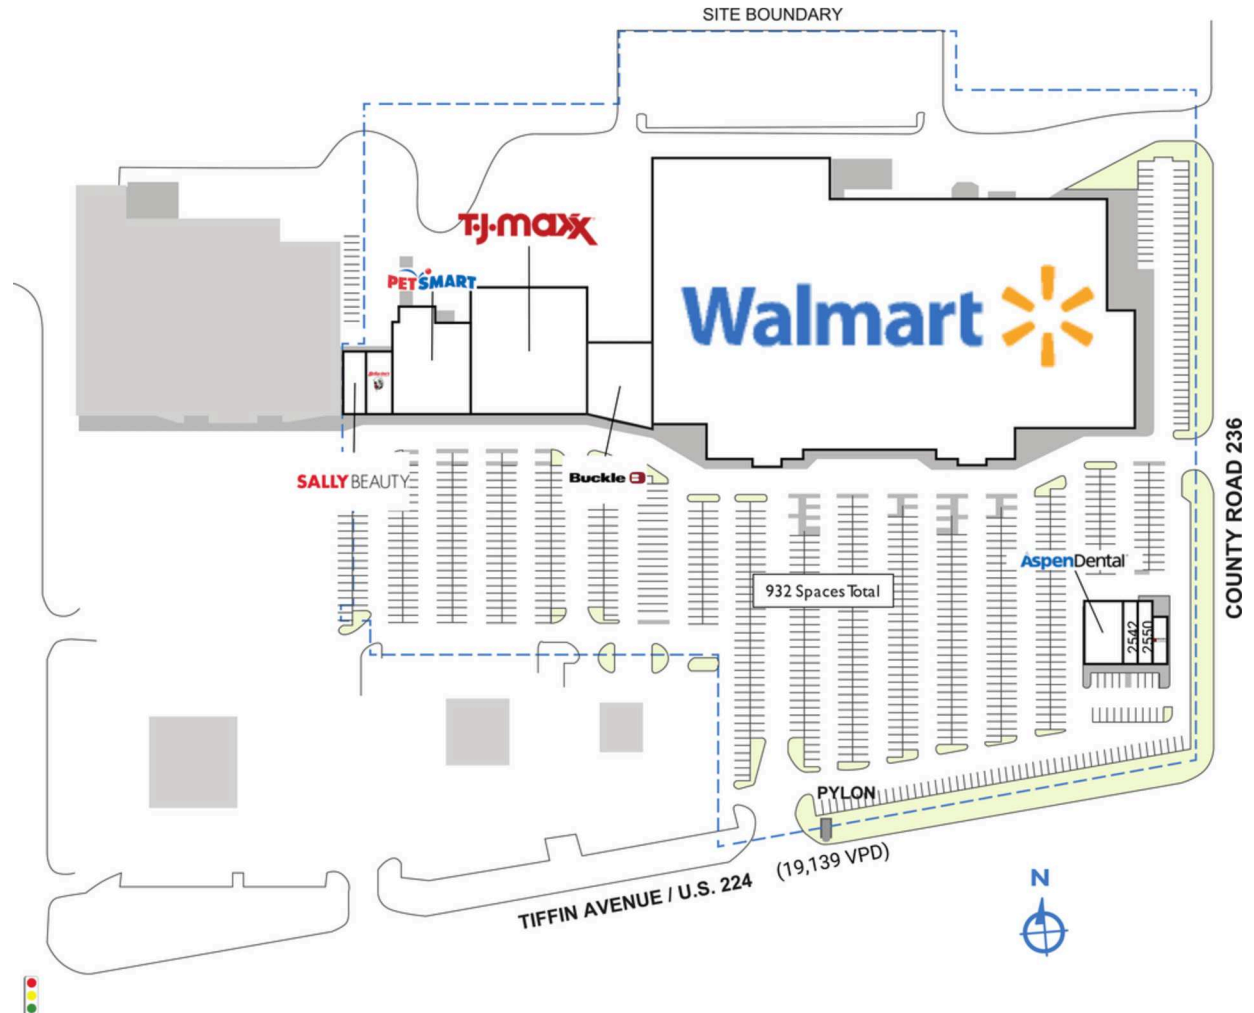 SITE BOUNDARY
T.J.maxx
PETSMART
Walmart
SALLY BEAUTY
Buckle B
COUNTY ROAD 236
AspenDental
932 Spaces Total
2542
2550
PYLON
(19,139 VPD)
TIFFIN AVENUE / U.S. 224
N